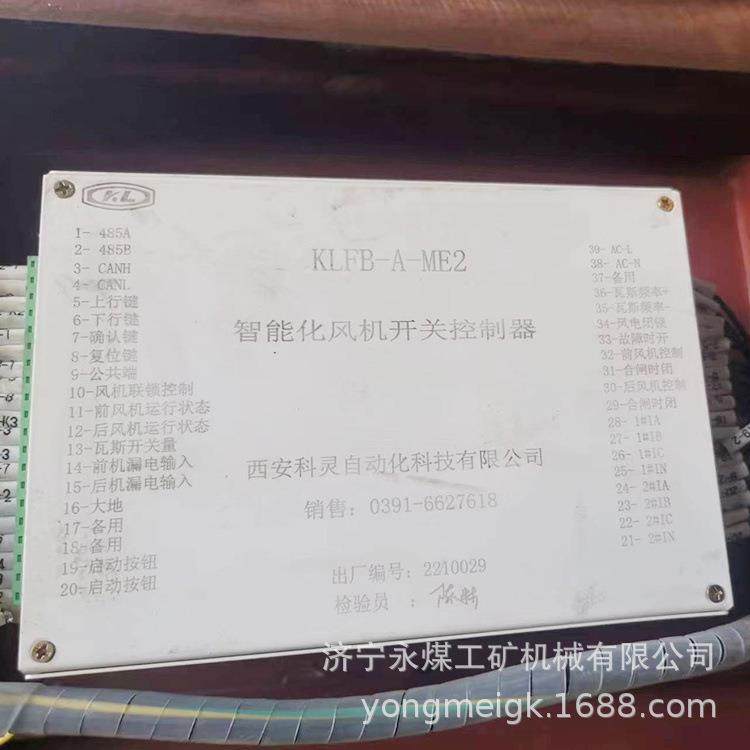 KL
1- 485A
2- 485B
3- CANH
4- CANL
5-上行键
6-下行键
7-确认键
8-复位键
9-公共端
10-风机联锁控制
11-前风机运行状态
12-后风机运行状态
13-瓦斯开关量
14-前机漏电输入
15-后机漏电输入
16-大地
17-备用
18-备用
19-启动按钮
20-启动按钮
KLFB-A-ME2
智能化风机开关控制器
西安科灵自动化科技有限公司
销售：0391-6627618
出厂编号：2210029
检验员 ：
39- AC-L
38- AC-N
37-备用
36-瓦斯频率+
35-瓦斯频率-
34-风电闭锁
33-故障时开
32-前风机控制
31-合闸时闭
30-后风机控制
29-合闸时闭
28- 1#IA
27- 1#IB
26- 1#IC
25- 1#IN
24- 2#IA
23- 2#IB
22- 2#IC
21- 2#IN
济宁永煤工矿机械有限公司
yongmeigk.1688.com